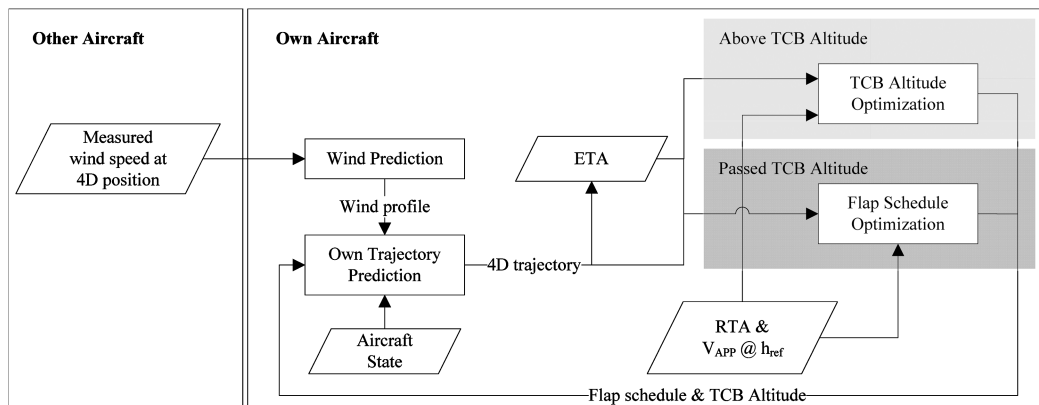 Other Aircraft
Own Aircraft
Above TCB Altitude
TCB Altitude
Optimization
Measured
wind speed at
4D position
Wind Prediction
ETA
Passed TCB Altitude
Wind profile
Flap Schedule
Optimization
Own Trajectory
Prediction
4D trajectory
Aircraft
State
RTA &
V_APP @ h_ref
Flap schedule & TCB Altitude